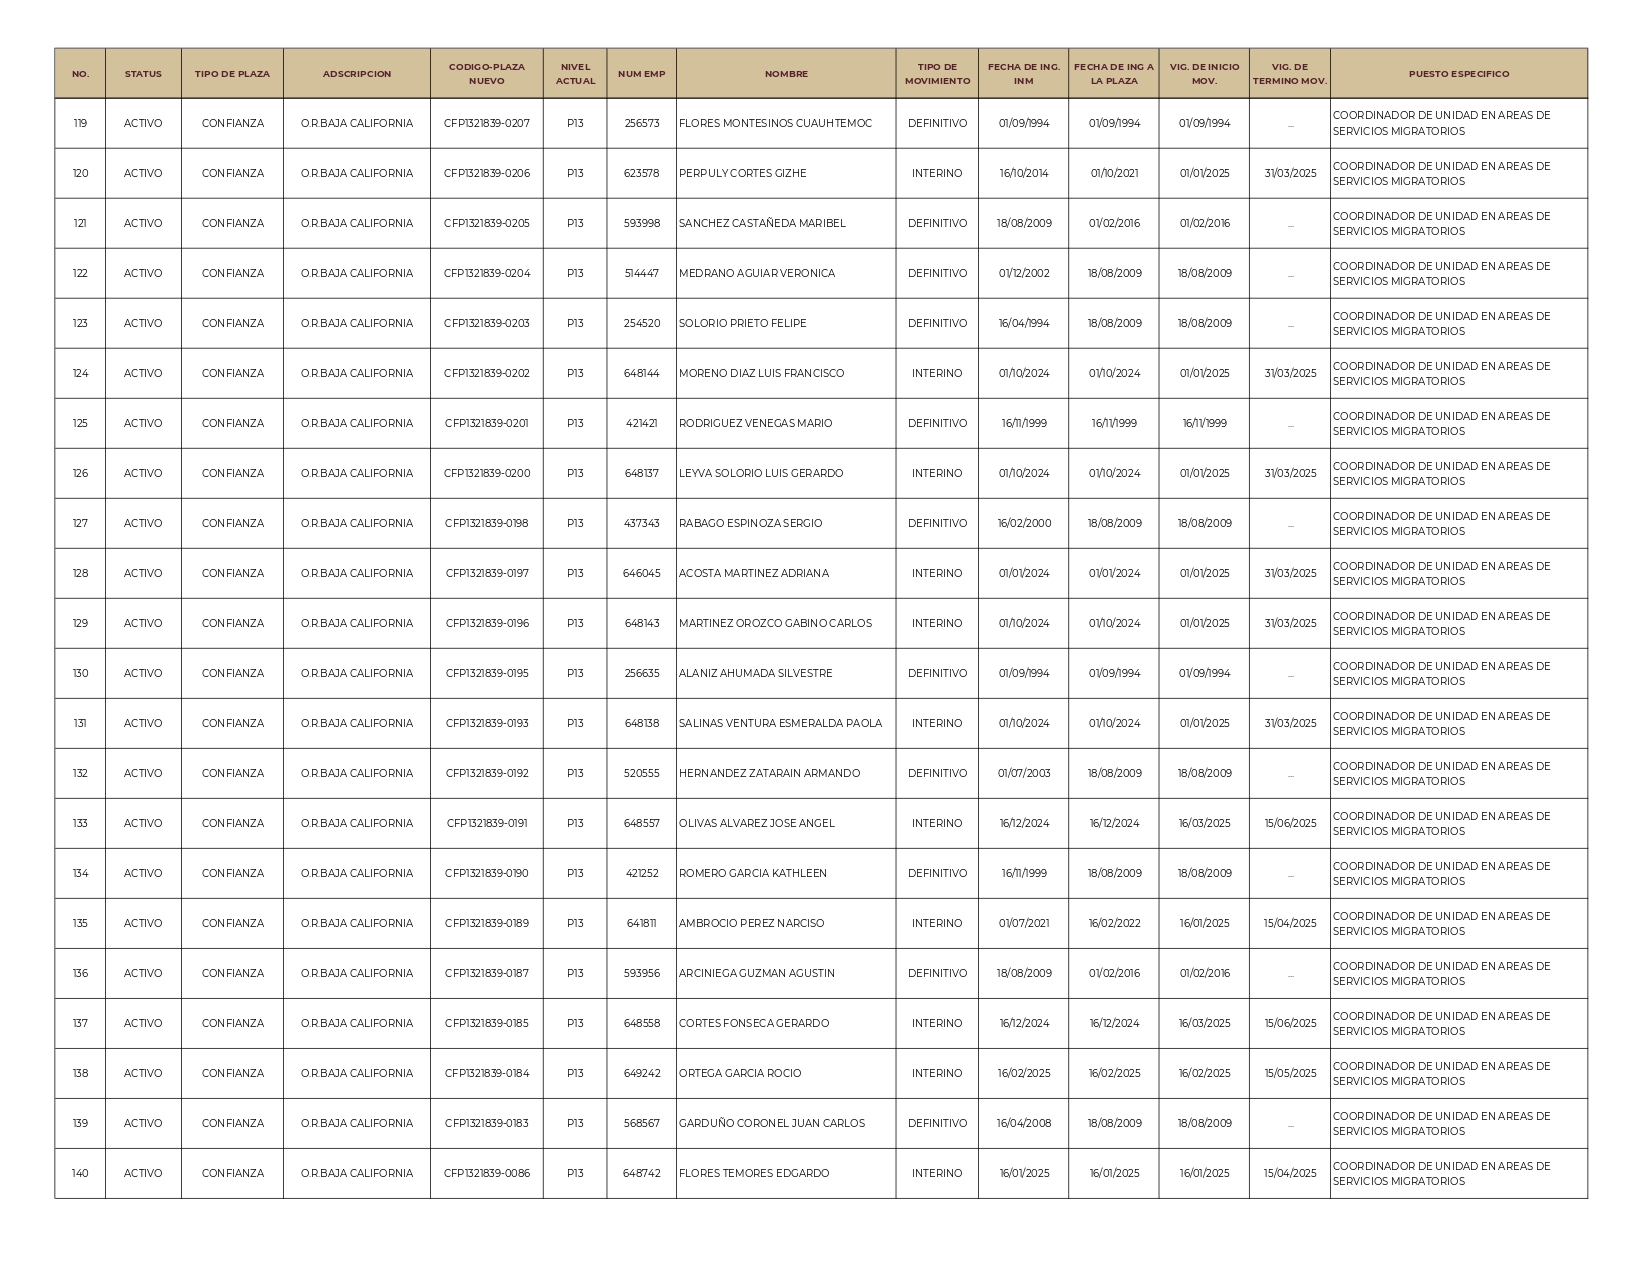 NO. STATUS TIPO DE PLAZA ADSCRIPCION CODIGO-PLAZA NUEVO NIVEL ACTUAL NUM EMP NOMBRE TIPO DE MOVIMIENTO FECHA DE ING. INM FECHA DE ING A LA PLAZA VIG. DE INICIO MOV. VIG. DE TERMINO MOV. PUESTO ESPECIFICO
119 ACTIVO CONFIANZA O.R.BAJA CALIFORNIA CFP1321839-0207 P13 256573 FLORES MONTESINOS CUAUHTEMOC DEFINITIVO 01/09/1994 01/09/1994 01/09/1994 ... COORDINADOR DE UNIDAD EN AREAS DE SERVICIOS MIGRATORIOS
120 ACTIVO CONFIANZA O.R.BAJA CALIFORNIA CFP1321839-0206 P13 623578 PERPULY CORTES GIZHE INTERINO 16/10/2014 01/10/2021 01/01/2025 31/03/2025 COORDINADOR DE UNIDAD EN AREAS DE SERVICIOS MIGRATORIOS
121 ACTIVO CONFIANZA O.R.BAJA CALIFORNIA CFP1321839-0205 P13 593998 SANCHEZ CASTAÑEDA MARIBEL DEFINITIVO 18/08/2009 01/02/2016 01/02/2016 ... COORDINADOR DE UNIDAD EN AREAS DE SERVICIOS MIGRATORIOS
122 ACTIVO CONFIANZA O.R.BAJA CALIFORNIA CFP1321839-0204 P13 514447 MEDRANO AGUIAR VERONICA DEFINITIVO 01/12/2002 18/08/2009 18/08/2009 ... COORDINADOR DE UNIDAD EN AREAS DE SERVICIOS MIGRATORIOS
123 ACTIVO CONFIANZA O.R.BAJA CALIFORNIA CFP1321839-0203 P13 254520 SOLORIO PRIETO FELIPE DEFINITIVO 16/04/1994 18/08/2009 18/08/2009 ... COORDINADOR DE UNIDAD EN AREAS DE SERVICIOS MIGRATORIOS
124 ACTIVO CONFIANZA O.R.BAJA CALIFORNIA CFP1321839-0202 P13 648144 MORENO DIAZ LUIS FRANCISCO INTERINO 01/10/2024 01/10/2024 01/01/2025 31/03/2025 COORDINADOR DE UNIDAD EN AREAS DE SERVICIOS MIGRATORIOS
125 ACTIVO CONFIANZA O.R.BAJA CALIFORNIA CFP1321839-0201 P13 421421 RODRIGUEZ VENEGAS MARIO DEFINITIVO 16/11/1999 16/11/1999 16/11/1999 ... COORDINADOR DE UNIDAD EN AREAS DE SERVICIOS MIGRATORIOS
126 ACTIVO CONFIANZA O.R.BAJA CALIFORNIA CFP1321839-0200 P13 648137 LEYVA SOLORIO LUIS GERARDO INTERINO 01/10/2024 01/10/2024 01/01/2025 31/03/2025 COORDINADOR DE UNIDAD EN AREAS DE SERVICIOS MIGRATORIOS
127 ACTIVO CONFIANZA O.R.BAJA CALIFORNIA CFP1321839-0198 P13 437343 RABAGO ESPINOZA SERGIO DEFINITIVO 16/02/2000 18/08/2009 18/08/2009 ... COORDINADOR DE UNIDAD EN AREAS DE SERVICIOS MIGRATORIOS
128 ACTIVO CONFIANZA O.R.BAJA CALIFORNIA CFP1321839-0197 P13 646045 ACOSTA MARTINEZ ADRIANA INTERINO 01/01/2024 01/01/2024 01/01/2025 31/03/2025 COORDINADOR DE UNIDAD EN AREAS DE SERVICIOS MIGRATORIOS
129 ACTIVO CONFIANZA O.R.BAJA CALIFORNIA CFP1321839-0196 P13 648143 MARTINEZ OROZCO GABINO CARLOS INTERINO 01/10/2024 01/10/2024 01/01/2025 31/03/2025 COORDINADOR DE UNIDAD EN AREAS DE SERVICIOS MIGRATORIOS
130 ACTIVO CONFIANZA O.R.BAJA CALIFORNIA CFP1321839-0195 P13 256635 ALANIZ AHUMADA SILVESTRE DEFINITIVO 01/09/1994 01/09/1994 01/09/1994 ... COORDINADOR DE UNIDAD EN AREAS DE SERVICIOS MIGRATORIOS
131 ACTIVO CONFIANZA O.R.BAJA CALIFORNIA CFP1321839-0193 P13 648138 SALINAS VENTURA ESMERALDA PAOLA INTERINO 01/10/2024 01/10/2024 01/01/2025 31/03/2025 COORDINADOR DE UNIDAD EN AREAS DE SERVICIOS MIGRATORIOS
132 ACTIVO CONFIANZA O.R.BAJA CALIFORNIA CFP1321839-0192 P13 520555 HERNANDEZ ZATARAIN ARMANDO DEFINITIVO 01/07/2003 18/08/2009 18/08/2009 ... COORDINADOR DE UNIDAD EN AREAS DE SERVICIOS MIGRATORIOS
133 ACTIVO CONFIANZA O.R.BAJA CALIFORNIA CFP1321839-0191 P13 648557 OLIVAS ALVAREZ JOSE ANGEL INTERINO 16/12/2024 16/12/2024 16/03/2025 15/06/2025 COORDINADOR DE UNIDAD EN AREAS DE SERVICIOS MIGRATORIOS
134 ACTIVO CONFIANZA O.R.BAJA CALIFORNIA CFP1321839-0190 P13 421252 ROMERO GARCIA KATHLEEN DEFINITIVO 16/11/1999 18/08/2009 18/08/2009 ... COORDINADOR DE UNIDAD EN AREAS DE SERVICIOS MIGRATORIOS
135 ACTIVO CONFIANZA O.R.BAJA CALIFORNIA CFP1321839-0189 P13 641811 AMBROCIO PEREZ NARCISO INTERINO 01/07/2021 16/02/2022 16/01/2025 15/04/2025 COORDINADOR DE UNIDAD EN AREAS DE SERVICIOS MIGRATORIOS
136 ACTIVO CONFIANZA O.R.BAJA CALIFORNIA CFP1321839-0187 P13 593956 ARCINIEGA GUZMAN AGUSTIN DEFINITIVO 18/08/2009 01/02/2016 01/02/2016 ... COORDINADOR DE UNIDAD EN AREAS DE SERVICIOS MIGRATORIOS
137 ACTIVO CONFIANZA O.R.BAJA CALIFORNIA CFP1321839-0185 P13 648558 CORTES FONSECA GERARDO INTERINO 16/12/2024 16/12/2024 16/03/2025 15/06/2025 COORDINADOR DE UNIDAD EN AREAS DE SERVICIOS MIGRATORIOS
138 ACTIVO CONFIANZA O.R.BAJA CALIFORNIA CFP1321839-0184 P13 649242 ORTEGA GARCIA ROCIO INTERINO 16/02/2025 16/02/2025 16/02/2025 15/05/2025 COORDINADOR DE UNIDAD EN AREAS DE SERVICIOS MIGRATORIOS
139 ACTIVO CONFIANZA O.R.BAJA CALIFORNIA CFP1321839-0183 P13 568567 GARDUÑO CORONEL JUAN CARLOS DEFINITIVO 16/04/2008 18/08/2009 18/08/2009 ... COORDINADOR DE UNIDAD EN AREAS DE SERVICIOS MIGRATORIOS
140 ACTIVO CONFIANZA O.R.BAJA CALIFORNIA CFP1321839-0086 P13 648742 FLORES TEMORES EDGARDO INTERINO 16/01/2025 16/01/2025 16/01/2025 15/04/2025 COORDINADOR DE UNIDAD EN AREAS DE SERVICIOS MIGRATORIOS